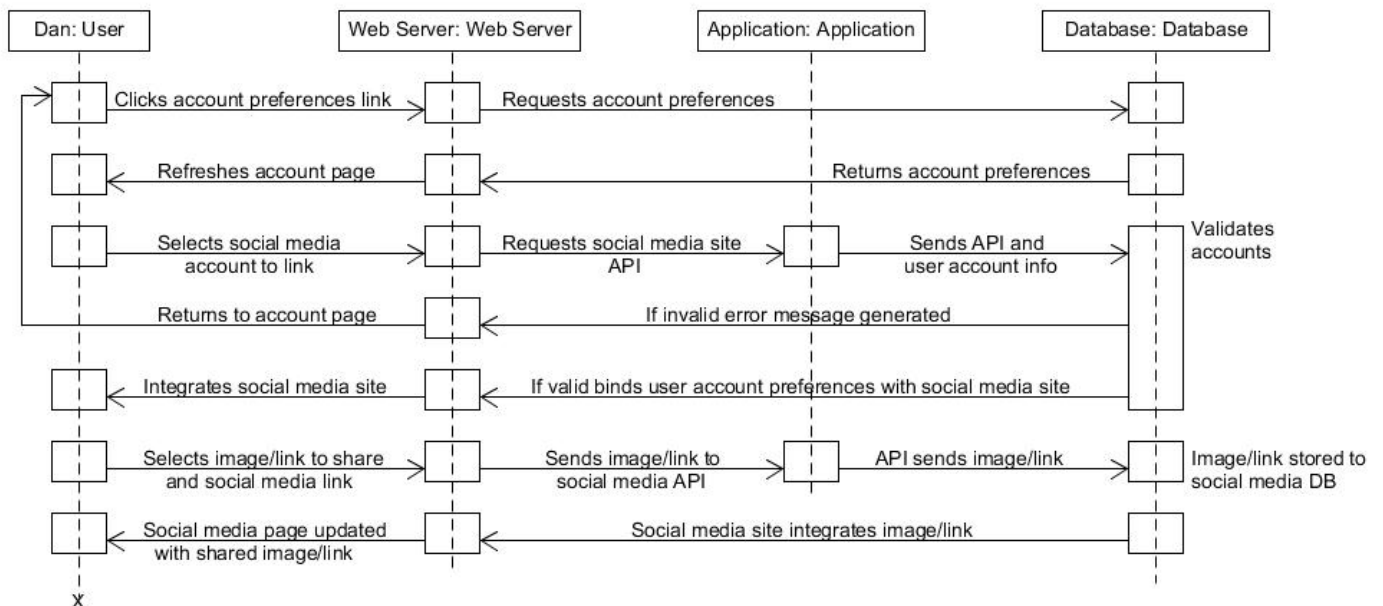 Dan: User
Web Server: Web Server
Application: Application
Database: Database
Clicks account preferences link
Requests account preferences
Refreshes account page
Returns account preferences
Selects social media
account to link
Requests social media site
API
Sends API and
user account info
Validates
accounts
Returns to account page
If invalid error message generated
Integrates social media site
If valid binds user account preferences with social media site
Selects image/link to share
and social media link
Sends image/link to
social media API
API sends image/link
Image/link stored to
social media DB
Social media page updated
with shared image/link
Social media site integrates image/link
X